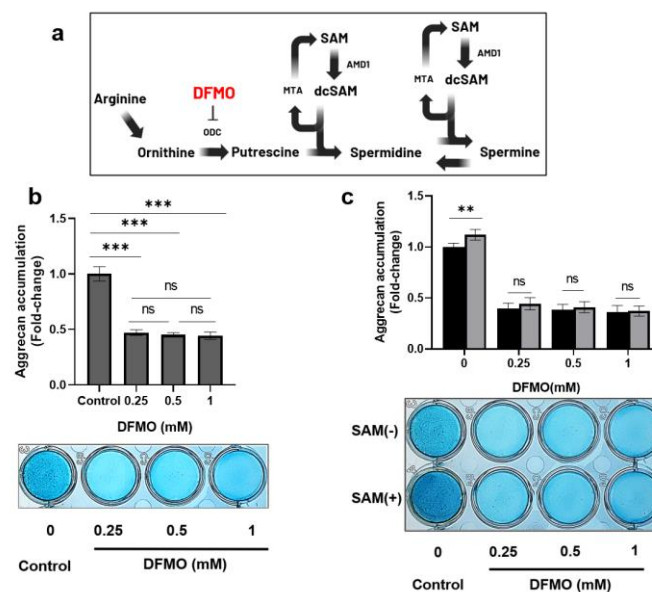 a
SAM
AMD1
MTA
dcSAM
SAM
AMD1
MTA
dcSAM
Arginine
DFMO
ODC
Ornithine
Putrescine
Spermidine
Spermine
b
Aggrecan accumulation
(Fold-change)
1.5
1.0
0.5
0.0
***
***
***
ns
ns
ns
Control 0.25 0.5 1
DFMO (mM)
0 0.25 0.5 1
Control DFMO (mM)
c
Aggrecan accumulation
(Fold-change)
1.5
1.0
0.5
0.0
**
ns
ns
ns
0 0.25 0.5 1
DFMO(mM)
SAM(-)
SAM(+)
0 0.25 0.5 1
Control DFMO (mM)